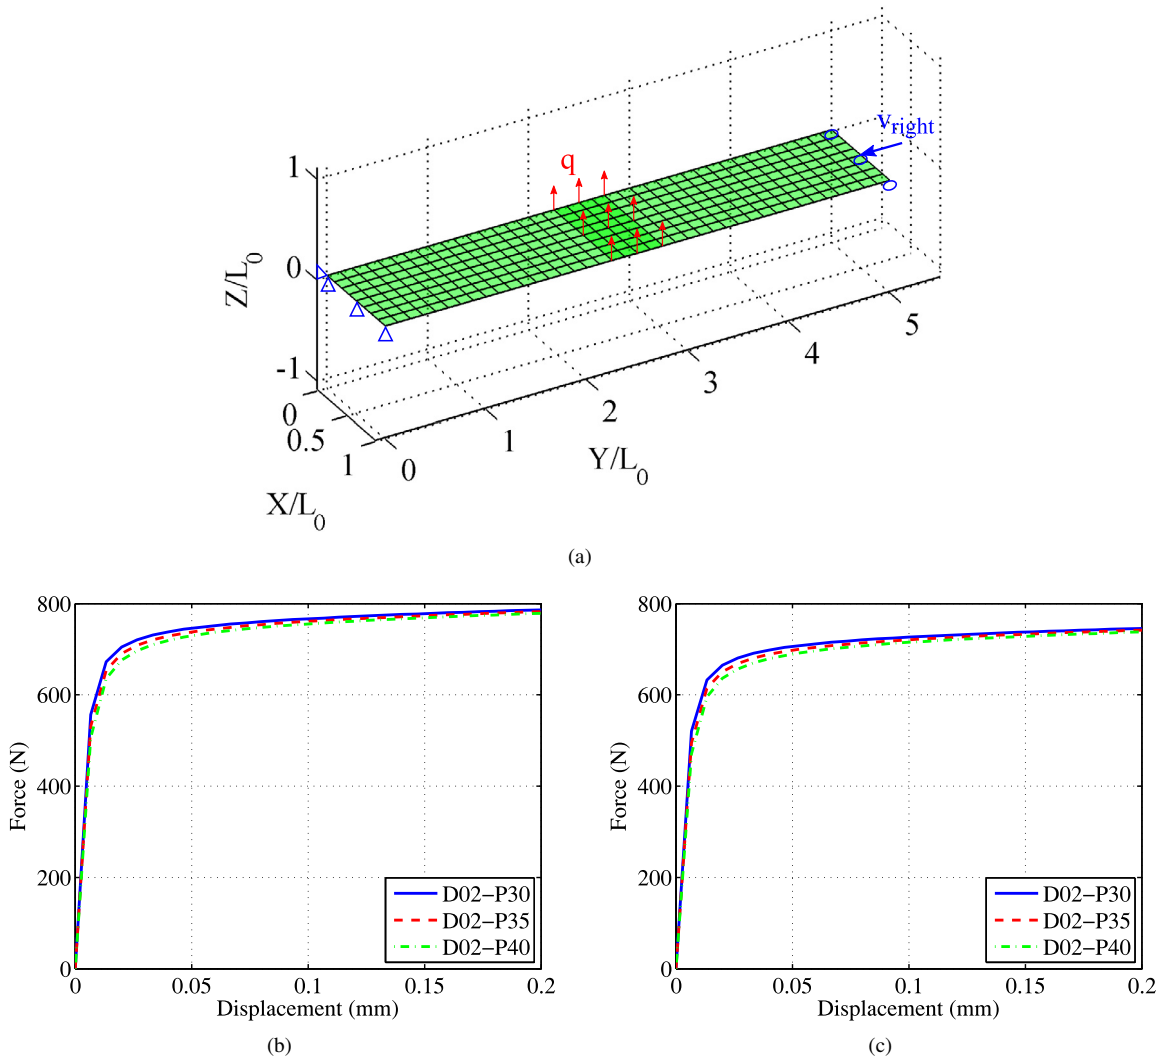 v_right
q
1
0
-1
Z/L_0
0
0.5
1
X/L_0
0
1
2
3
4
5
Y/L_0
(a)
800
600
400
200
0
Force (N)
D02−P30
D02−P35
D02−P40
0 0.05 0.1 0.15 0.2
Displacement (mm)
(b)
800
600
400
200
0
Force (N)
D02−P30
D02−P35
D02−P40
0 0.05 0.1 0.15 0.2
Displacement (mm)
(c)